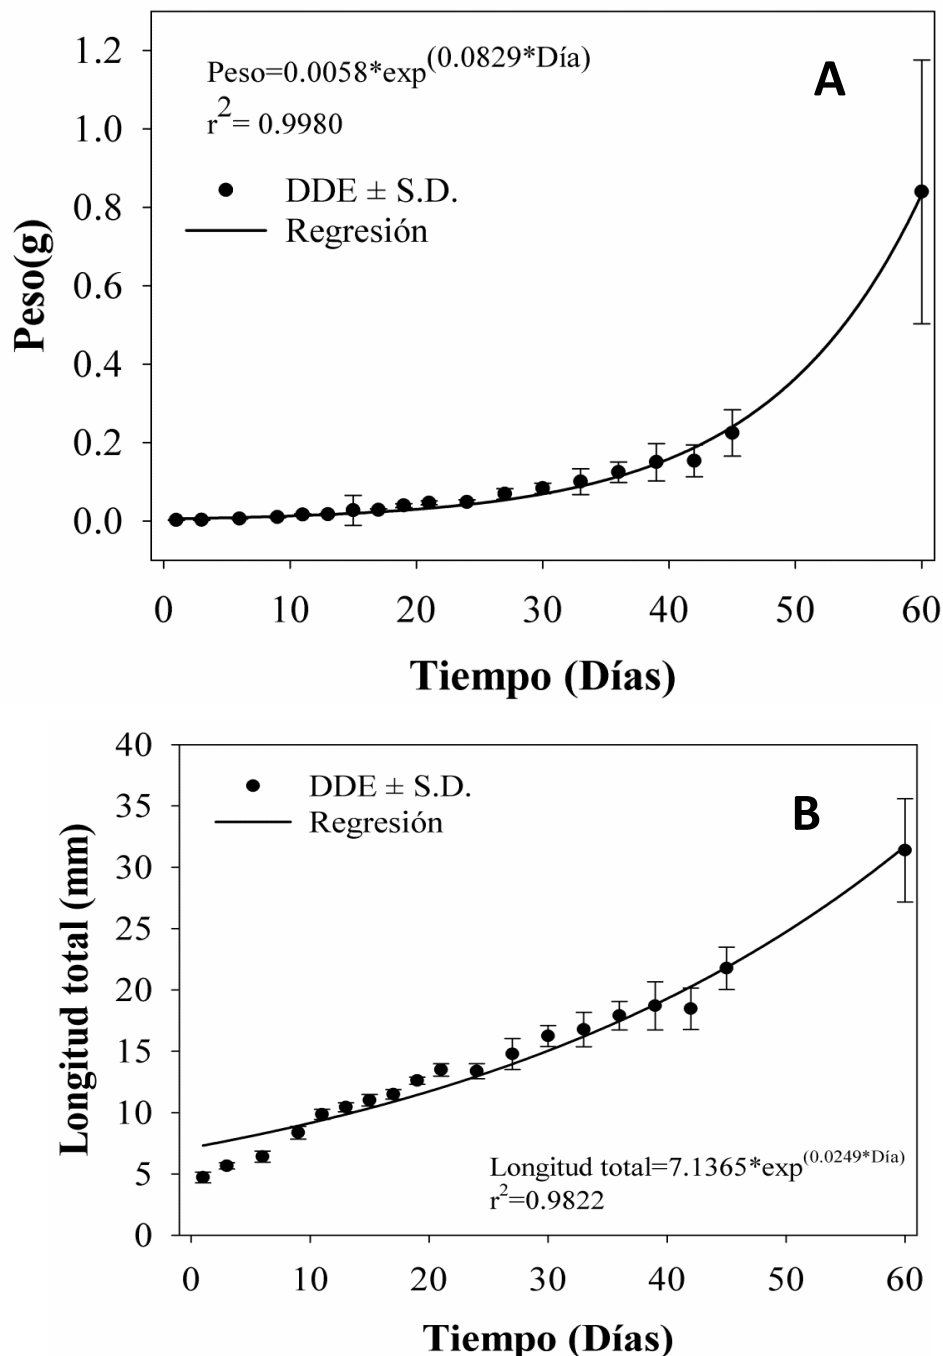 Peso=0.0058*exp(0.0829*Día)
A
r2= 0.9980
DDE ± S.D.
Regresión
1.2
1.0
0.8
0.6
0.4
0.2
0.0
Peso(g)
0 10 20 30 40 50 60
Tiempo (Días)
40
35
30
25
20
15
10
5
0
Longitud total (mm)
DDE ± S.D.
Regresión
B
Longitud total=7.1365*exp(0.0249*Día)
r2=0.9822
0 10 20 30 40 50 60
Tiempo (Días)